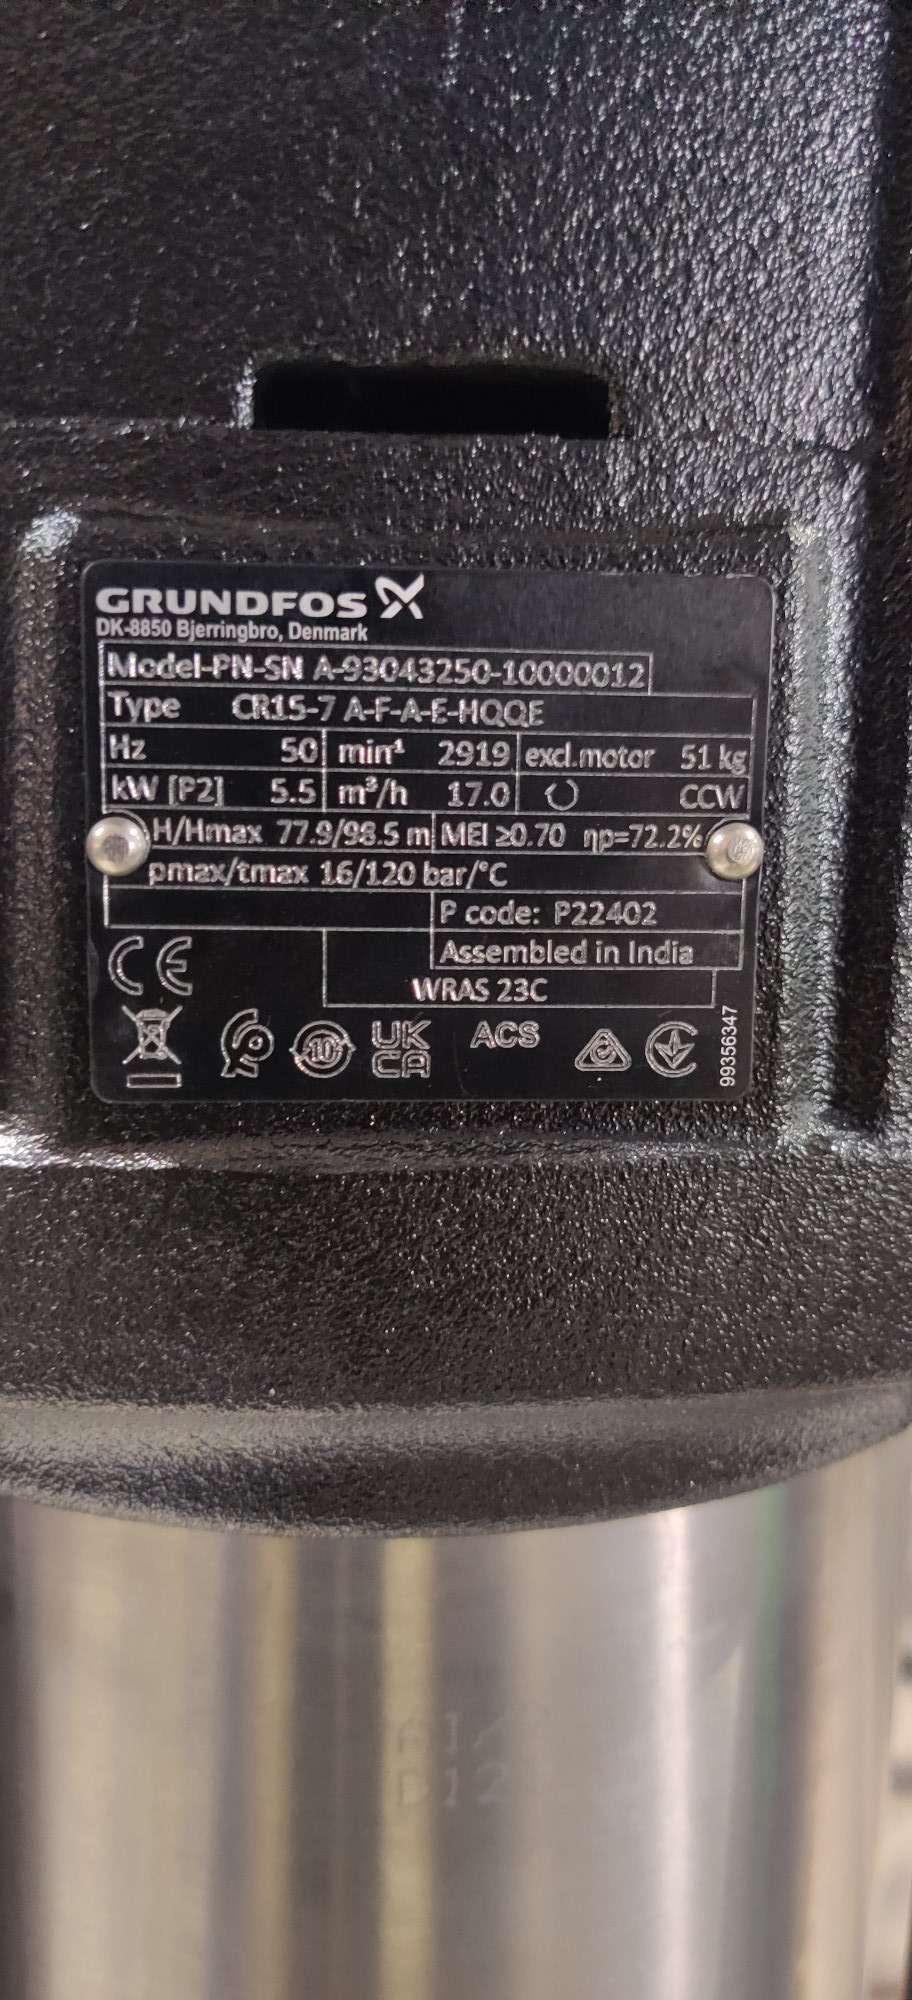 GRUNDFOS
DK-8850 Bjerringbro, Denmark
Model-PN-SN A-93043250-10000012
Type CR15-7 A-F-A-E-HQQE
Hz 50 min⁻¹ 2919 excl.motor 51 kg
kW [P2] 5.5 m³/h 17.0 CCW
H/Hmax 77.9/98.5 m MEI ≥0.70 ηp=72.2%
pmax/tmax 16/120 bar/°C
P code: P22402
Assembled in India
WRAS 23C
CE
10
UK
CA
ACS
99356347